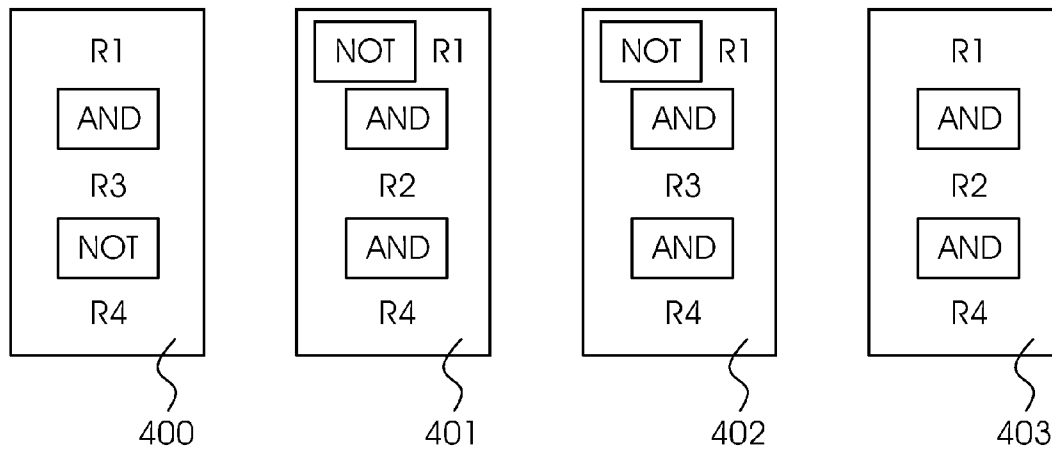 R1
AND
R3
NOT
R4
400
NOT R1
AND
R2
AND
R4
401
NOT R1
AND
R3
AND
R4
402
R1
AND
R2
AND
R4
403